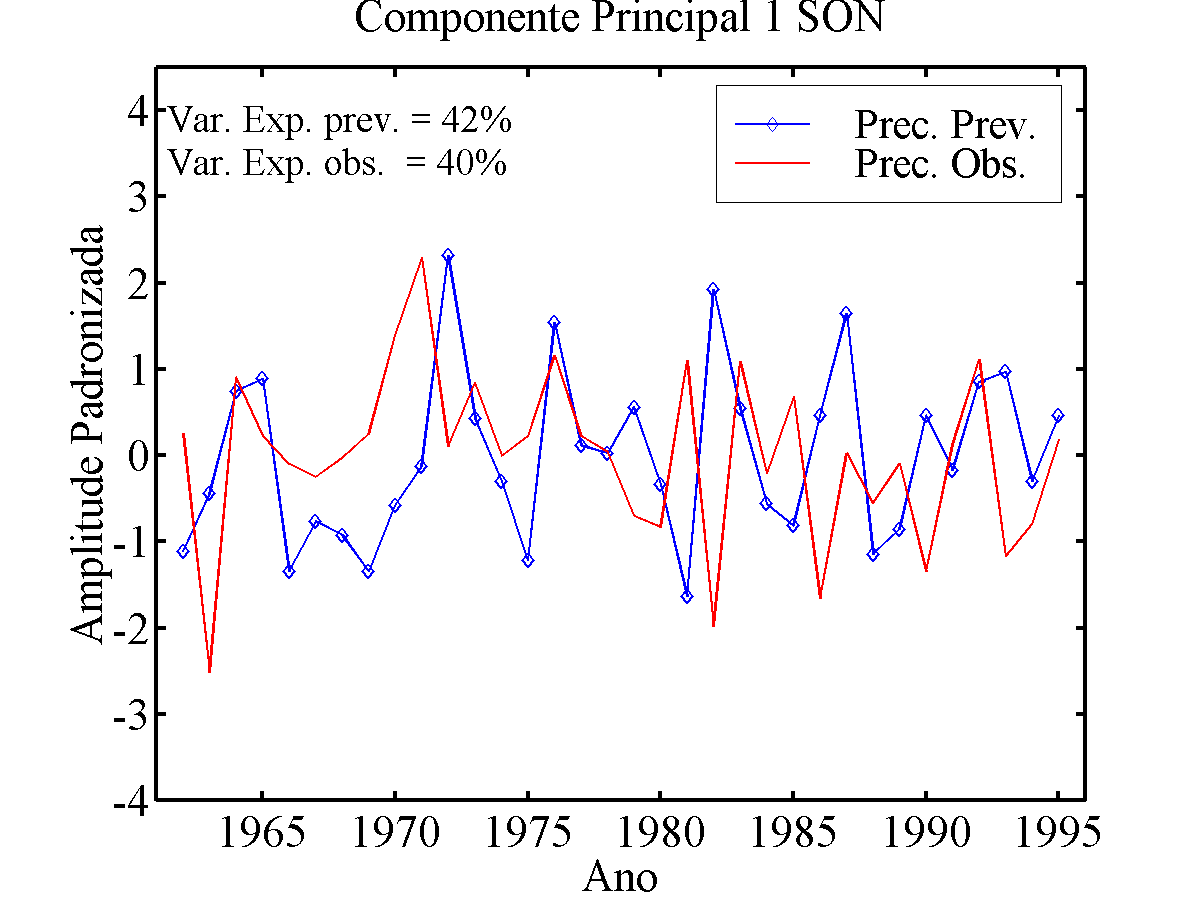 Componente Principal 1 SON
Var. Exp. prev. = 42%
Var. Exp. obs. = 40%
Prec. Prev.
Prec. Obs.
Amplitude Padronizada
4
3
2
1
0
-1
-2
-3
-4
1965 1970 1975 1980 1985 1990 1995
Ano